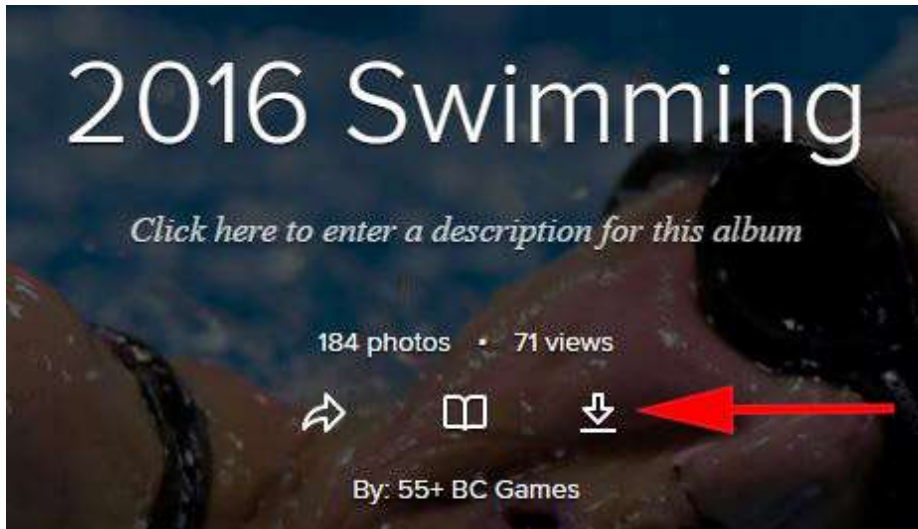 2016 Swimming
Click here to enter a description for this album
184 photos • 71 views
By: 55+ BC Games